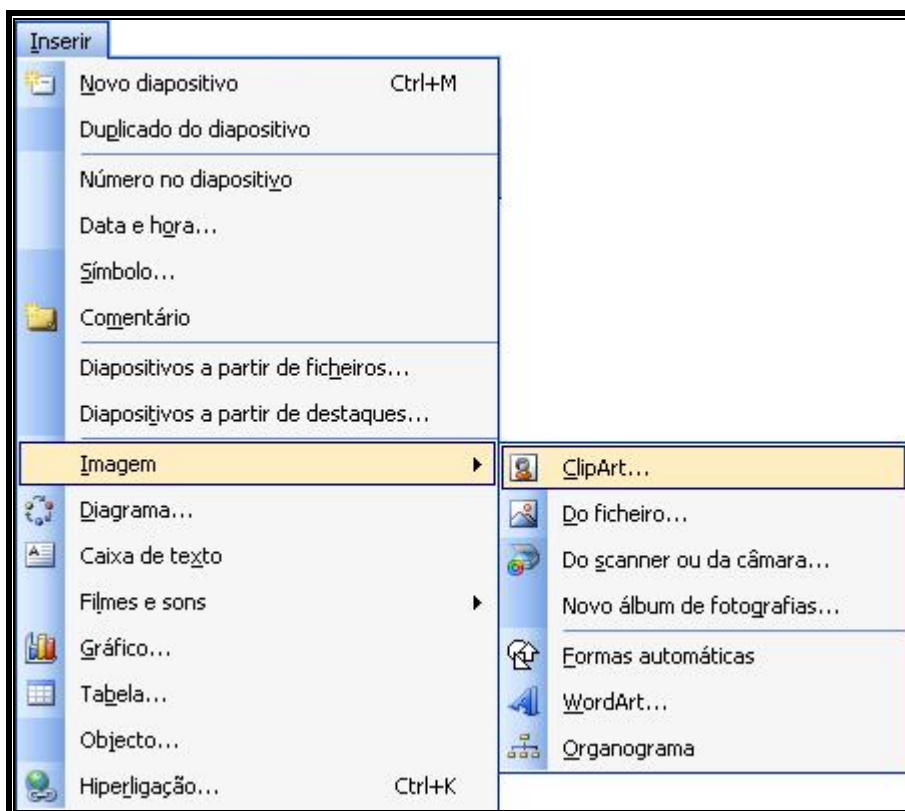 Inserir
Novo diapositivo Ctrl+M
Duplicado do diapositivo
Número no diapositivo
Data e hora...
Símbolo...
Comentário
Diapositivos a partir de ficheiros...
Diapositivos a partir de destaques...
Imagem
Diagrama...
Caixa de texto
Filmes e sons
Gráfico...
Tabela...
Objecto...
Hiperligação... Ctrl+K
ClipArt...
Do ficheiro...
Do scanner ou da câmara...
Novo álbum de fotografias...
Formas automáticas
WordArt...
Organograma